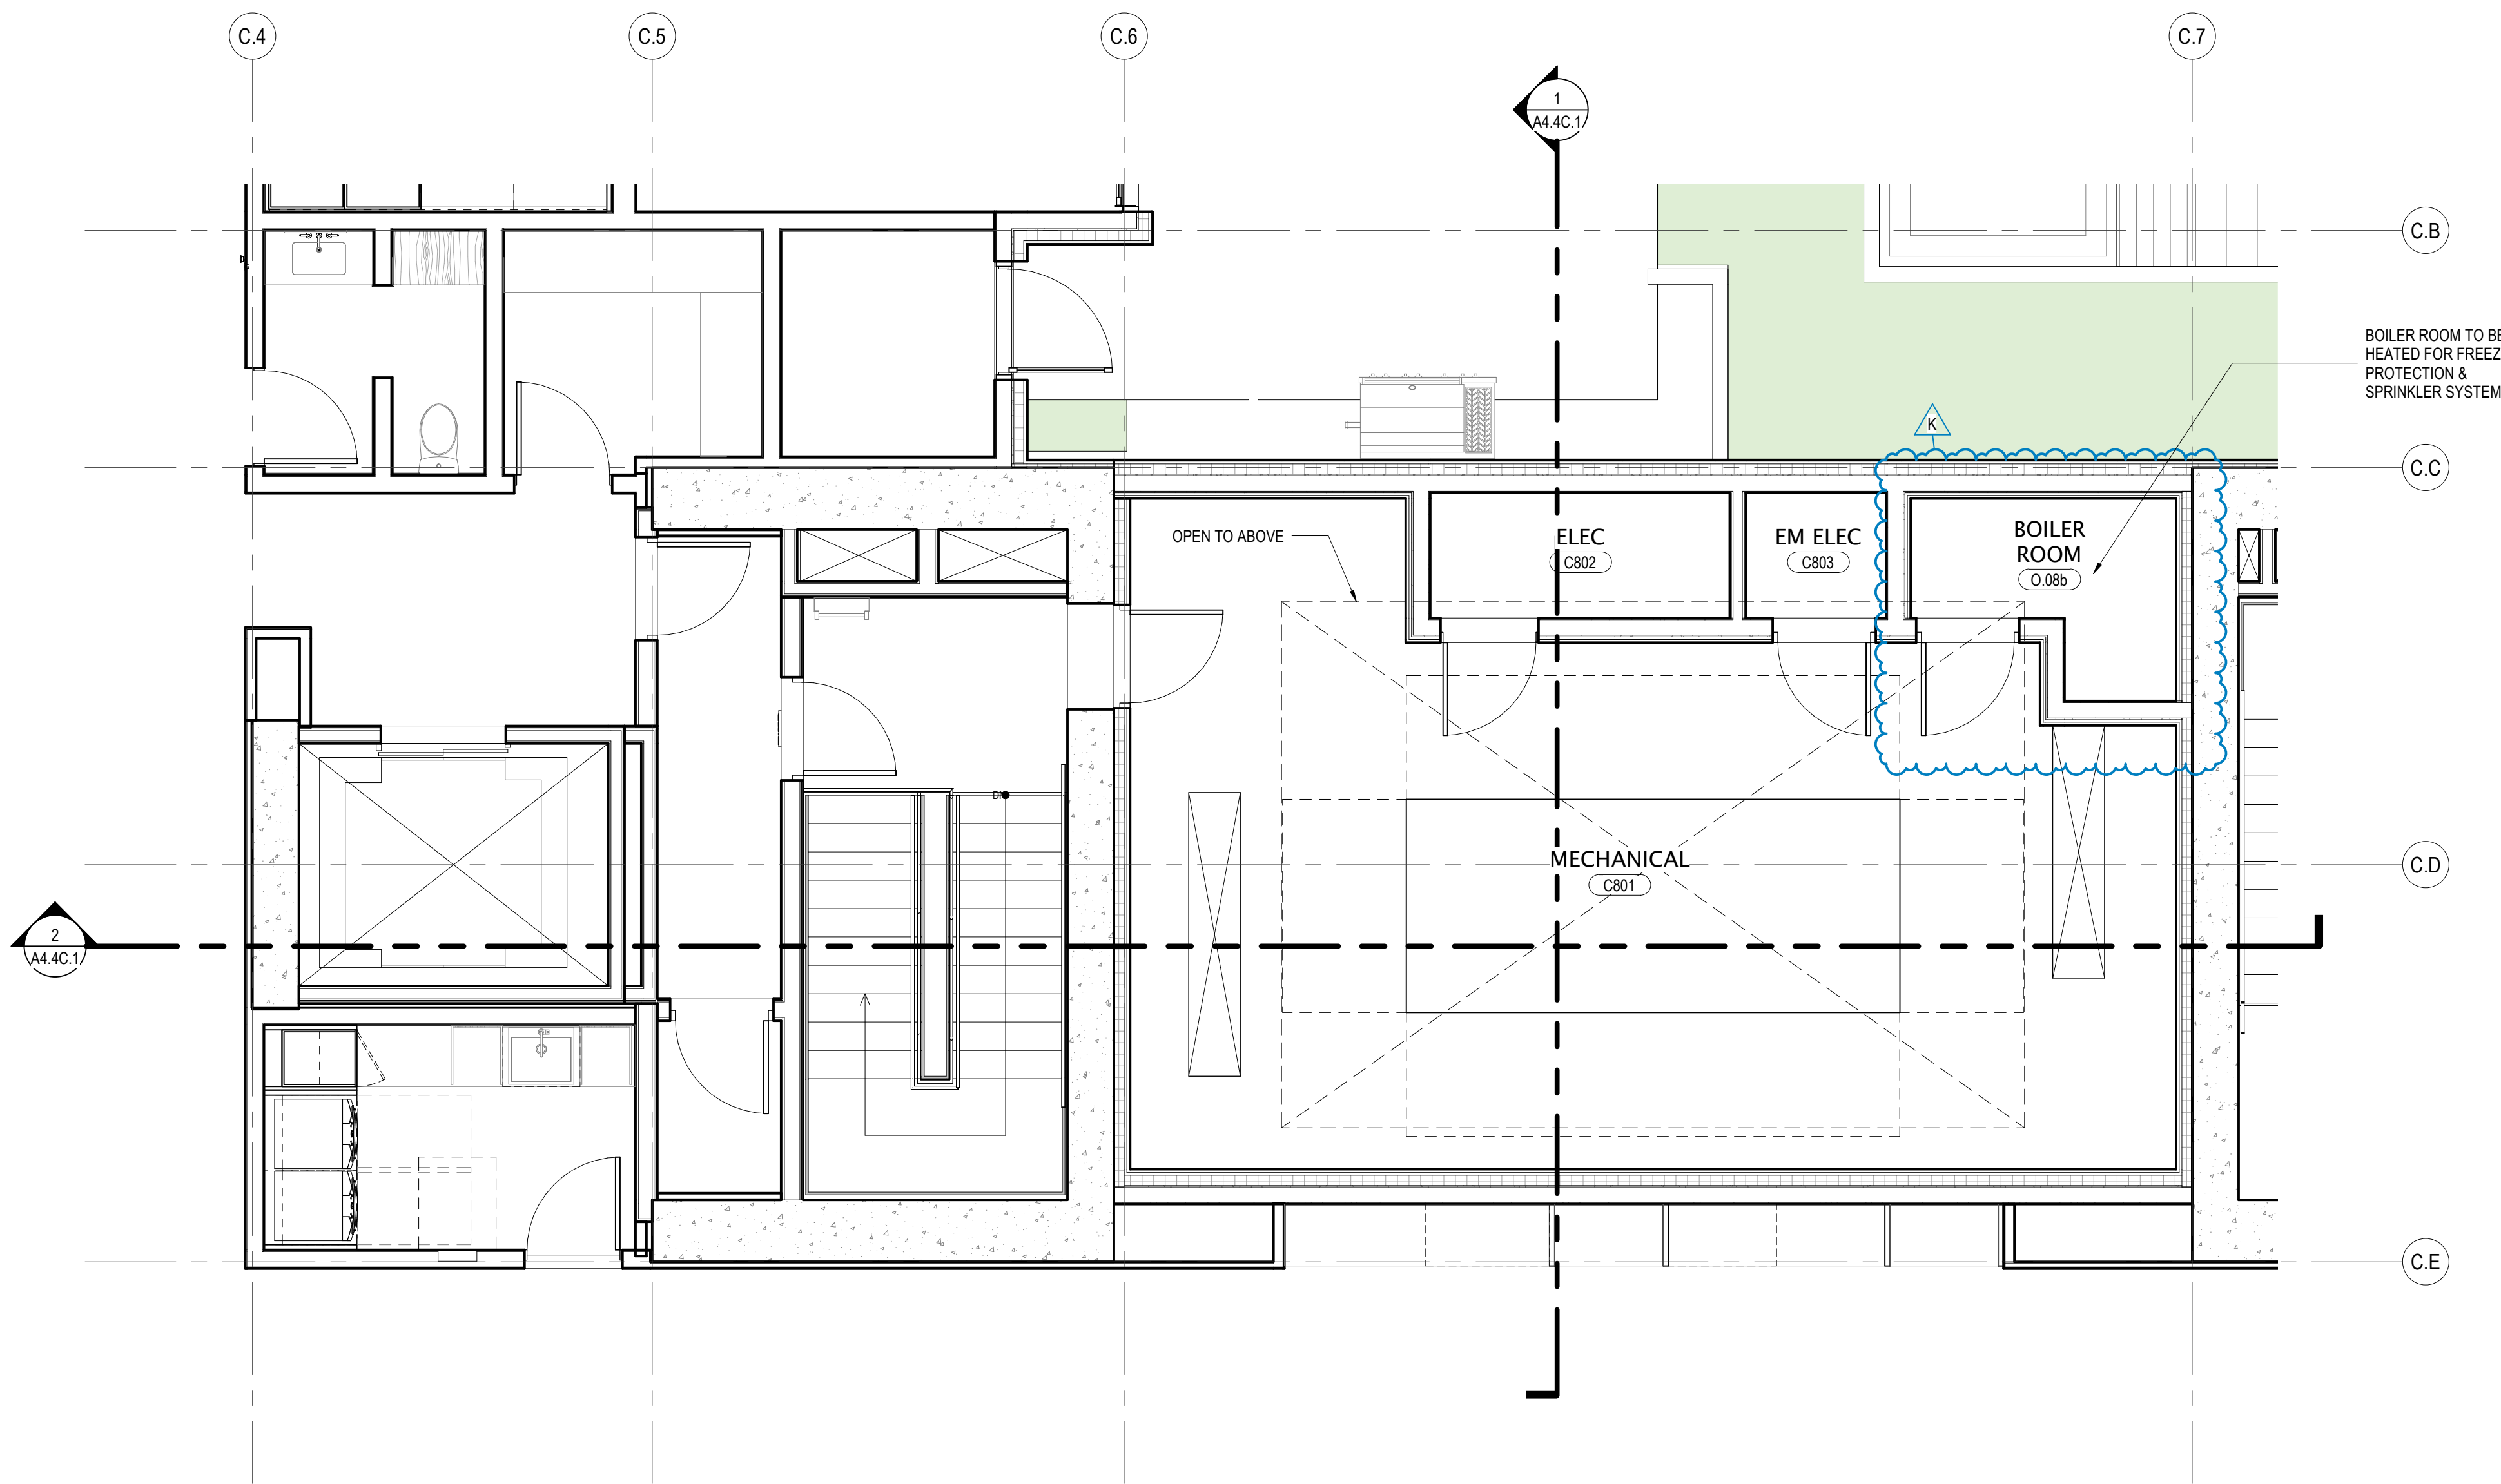 C.4
C.5
C.6
C.7
1
A4.4C.1
C.B
BOILER ROOM TO BE
HEATED FOR FREEZ
PROTECTION &
SPRINKLER SYSTEM
K
C.C
OPEN TO ABOVE
ELEC
C802
EM ELEC
C803
BOILER
ROOM
O.08b
MECHANICAL
C801
C.D
2
A4.4C.1
C.E